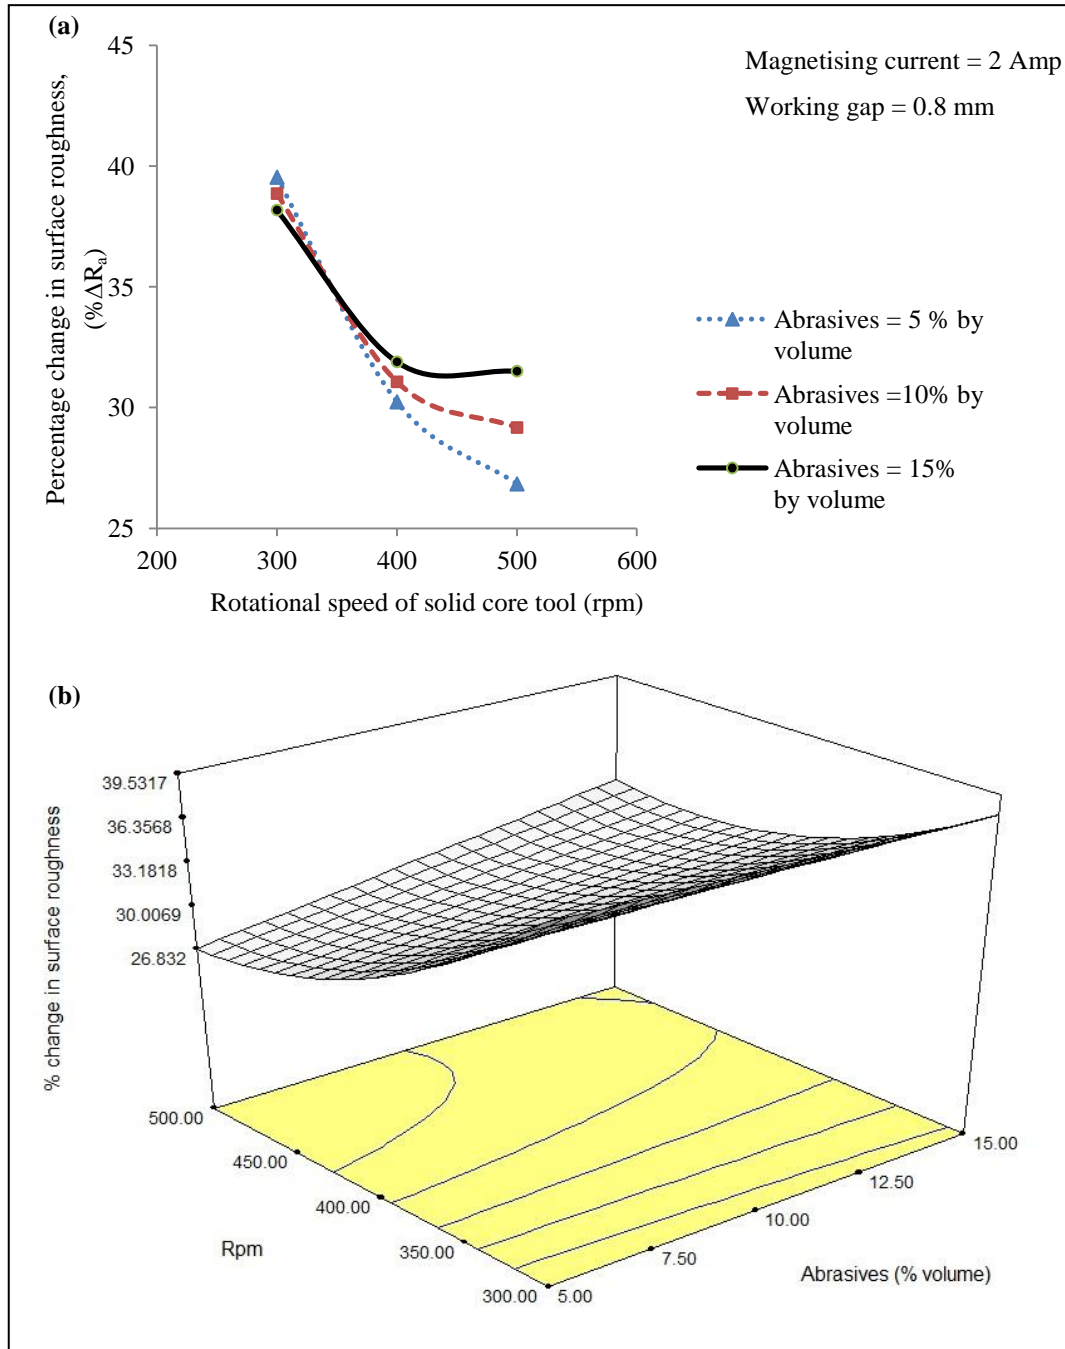 (a)
Percentage change in surface roughness,
(%ΔRa)
45
40
35
30
25
200
300
400
500
600
Rotational speed of solid core tool (rpm)
Magnetising current = 2 Amp
Working gap = 0.8 mm
Abrasives = 5 % by
volume
Abrasives =10% by
volume
Abrasives = 15%
by volume
(b)
% change in surface roughness
39.5317
36.3568
33.1818
30.0069
26.832
500.00
450.00
400.00
350.00
300.00
Rpm
5.00
7.50
10.00
12.50
15.00
Abrasives (% volume)